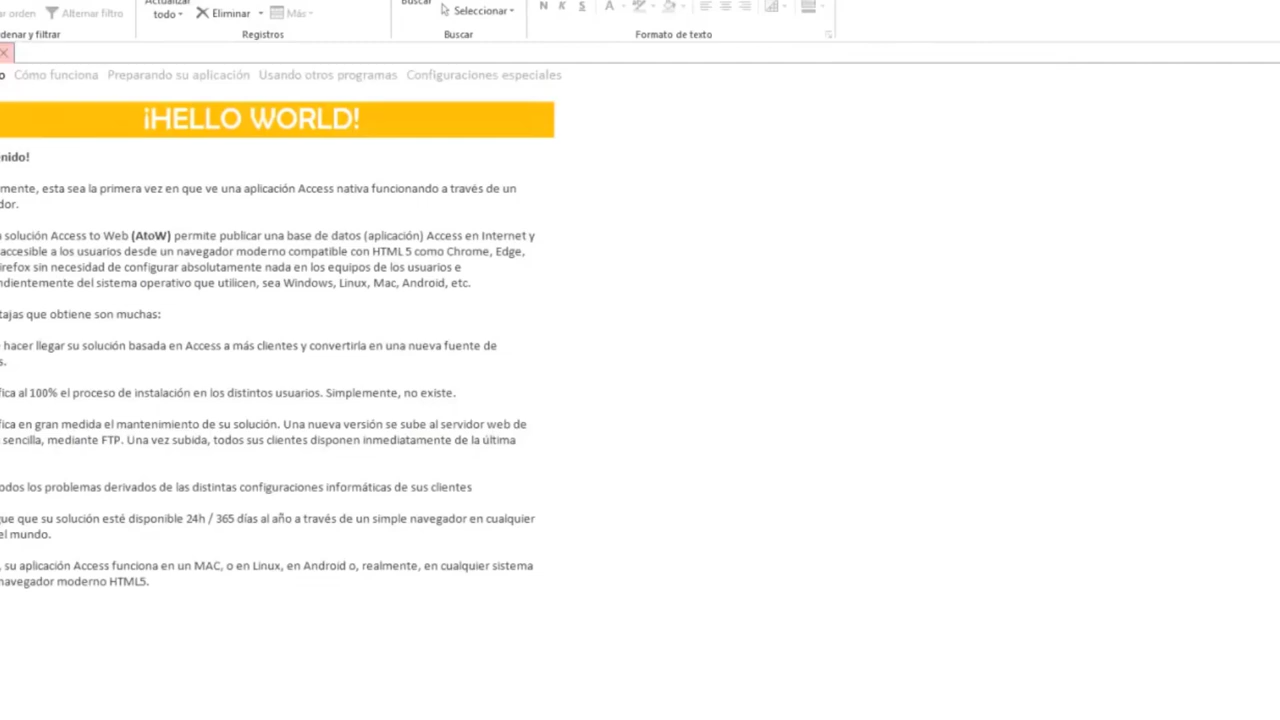 ar orden Alternar filtro
Actualizar
todo
Eliminar
Más
Buscar
Seleccionar
N K S A
denar y filtrar Registros Buscar Formato de texto
o Cómo funciona Preparando su aplicación Usando otros programas Configuraciones especiales
¡HELLO WORLD!
nido!
mente, esta sea la primera vez en que ve una aplicación Access nativa funcionando a través de un
dor.
solución Access to Web (AtoW) permite publicar una base de datos (aplicación) Access en Internet y
accesible a los usuarios desde un navegador moderno compatible con HTML 5 como Chrome, Edge,
irefox sin necesidad de configurar absolutamente nada en los equipos de los usuarios e
ndientemente del sistema operativo que utilicen, sea Windows, Linux, Mac, Android, etc.
tajas que obtiene son muchas:
hacer llegar su solución basada en Access a más clientes y convertirla en una nueva fuente de
s.
fica al 100% el proceso de instalación en los distintos usuarios. Simplemente, no existe.
fica en gran medida el mantenimiento de su solución. Una nueva versión se sube al servidor web de
sencilla, mediante FTP. Una vez subida, todos sus clientes disponen inmediatamente de la última
odos los problemas derivados de las distintas configuraciones informáticas de sus clientes
gue que su solución esté disponible 24h / 365 días al año a través de un simple navegador en cualquier
el mundo.
, su aplicación Access funciona en un MAC, o en Linux, en Android o, realmente, en cualquier sistema
navegador moderno HTML5.